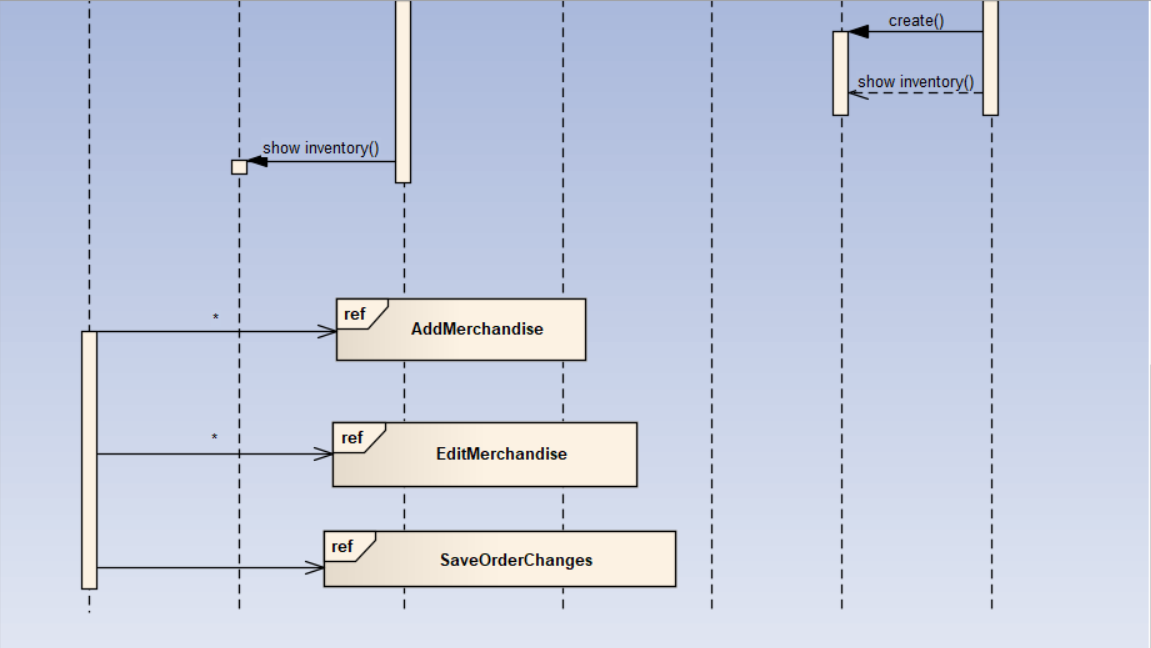 create()
show inventory()
show inventory()
ref
AddMerchandise
*
ref
EditMerchandise
*
ref
SaveOrderChanges